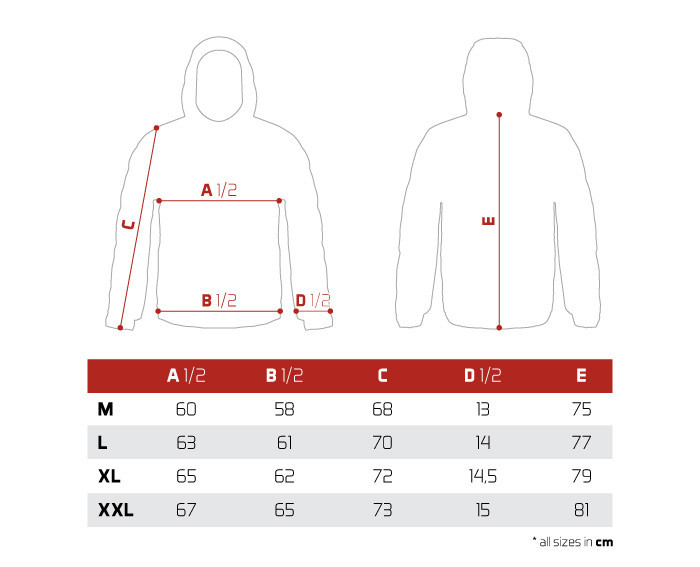 A 1/2
C
E
B 1/2
D 1/2
A 1/2 B 1/2 C D 1/2 E
M 60 58 68 13 75
L 63 61 70 14 77
XL 65 62 72 14,5 79
XXL 67 65 73 15 81
* all sizes in cm